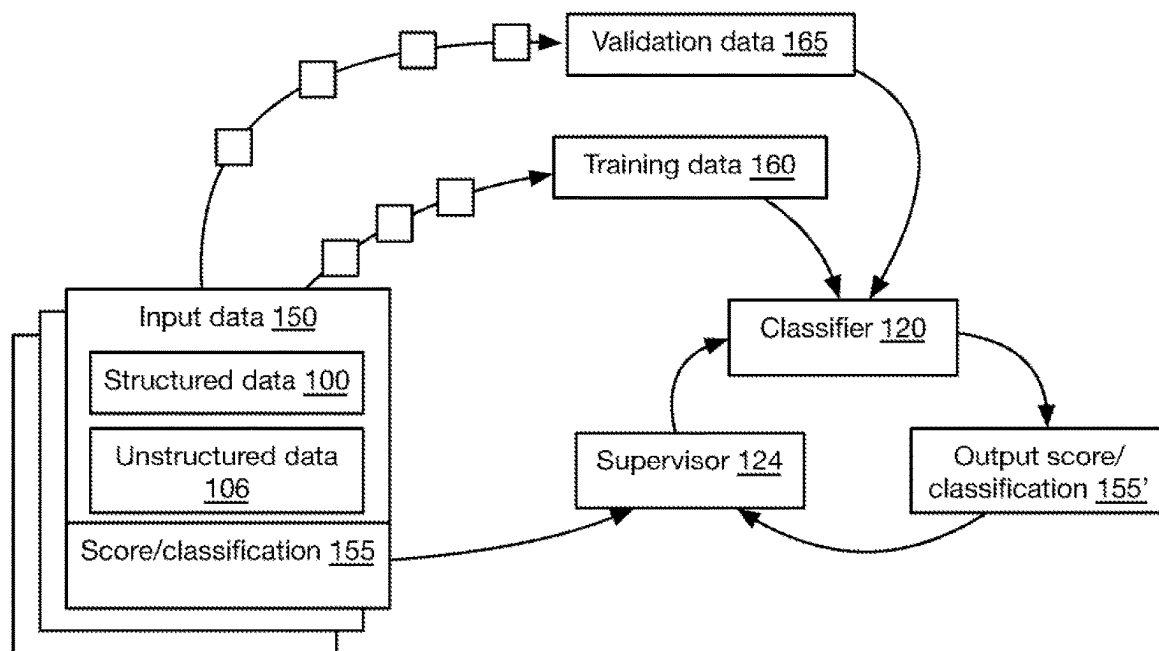 Validation data 165
Training data 160
Input data 150
Structured data 100
Unstructured data
106
Score/classification 155
Classifier 120
Supervisor 124
Output score/
classification 155'